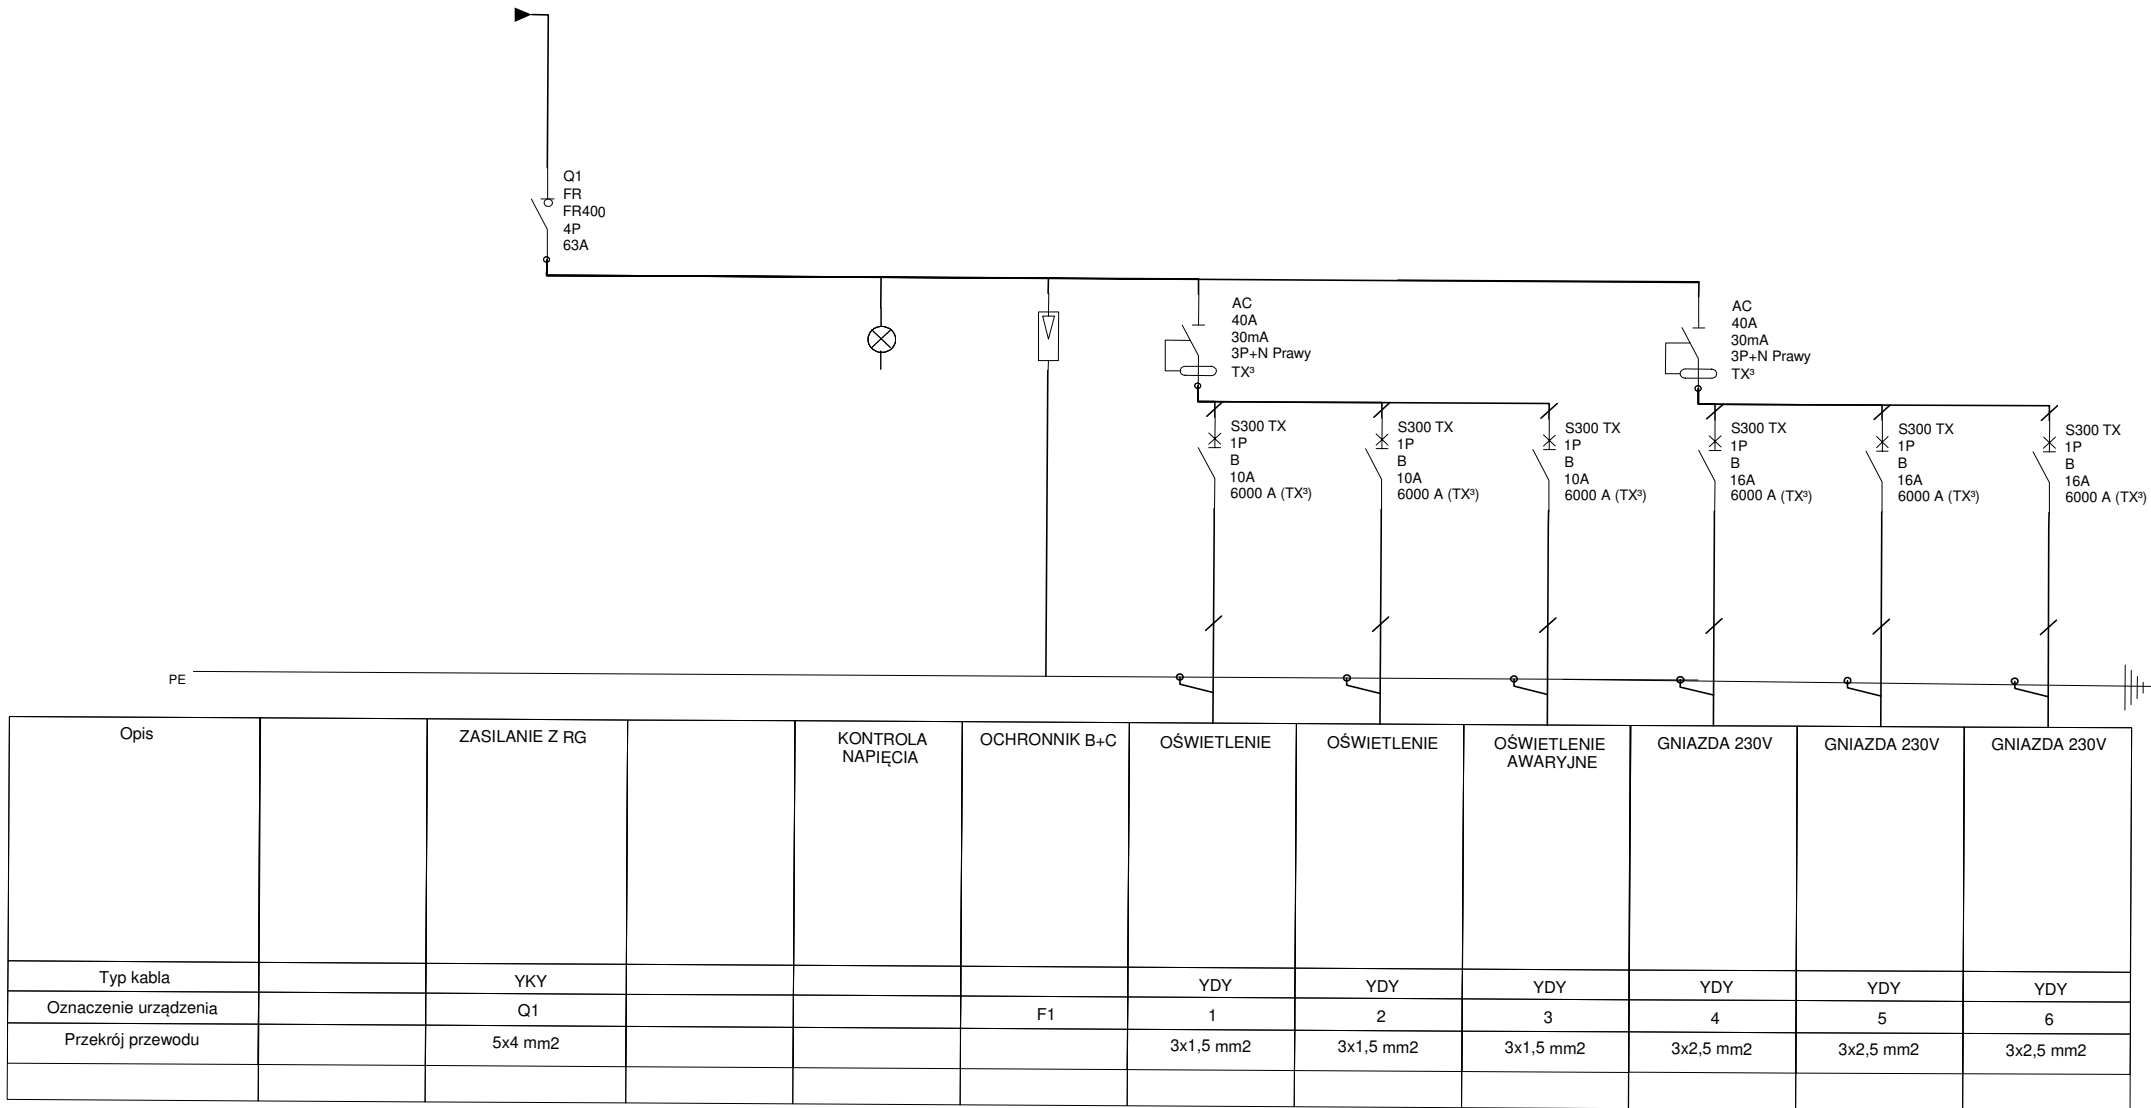 Q1
FR
FR400
4P
63A
AC
40A
30mA
3P+N Prawy
TX³
AC
40A
30mA
3P+N Prawy
TX³
S300 TX
1P
B
10A
6000 A (TX³)
S300 TX
1P
B
10A
6000 A (TX³)
S300 TX
1P
B
10A
6000 A (TX³)
S300 TX
1P
B
16A
6000 A (TX³)
S300 TX
1P
B
16A
6000 A (TX³)
S300 TX
1P
B
16A
6000 A (TX³)
PE
Opis
ZASILANIE Z RG
KONTROLA
NAPIĘCIA
OCHRONNIK B+C
OŚWIETLENIE
OŚWIETLENIE
OŚWIETLENIE
AWARYJNE
GNIAZDA 230V
GNIAZDA 230V
GNIAZDA 230V
Typ kabla
YKY
YDY
YDY
YDY
YDY
YDY
YDY
Oznaczenie urządzenia
Q1
F1
1
2
3
4
5
6
Przekrój przewodu
5x4 mm2
3x1,5 mm2
3x1,5 mm2
3x1,5 mm2
3x2,5 mm2
3x2,5 mm2
3x2,5 mm2